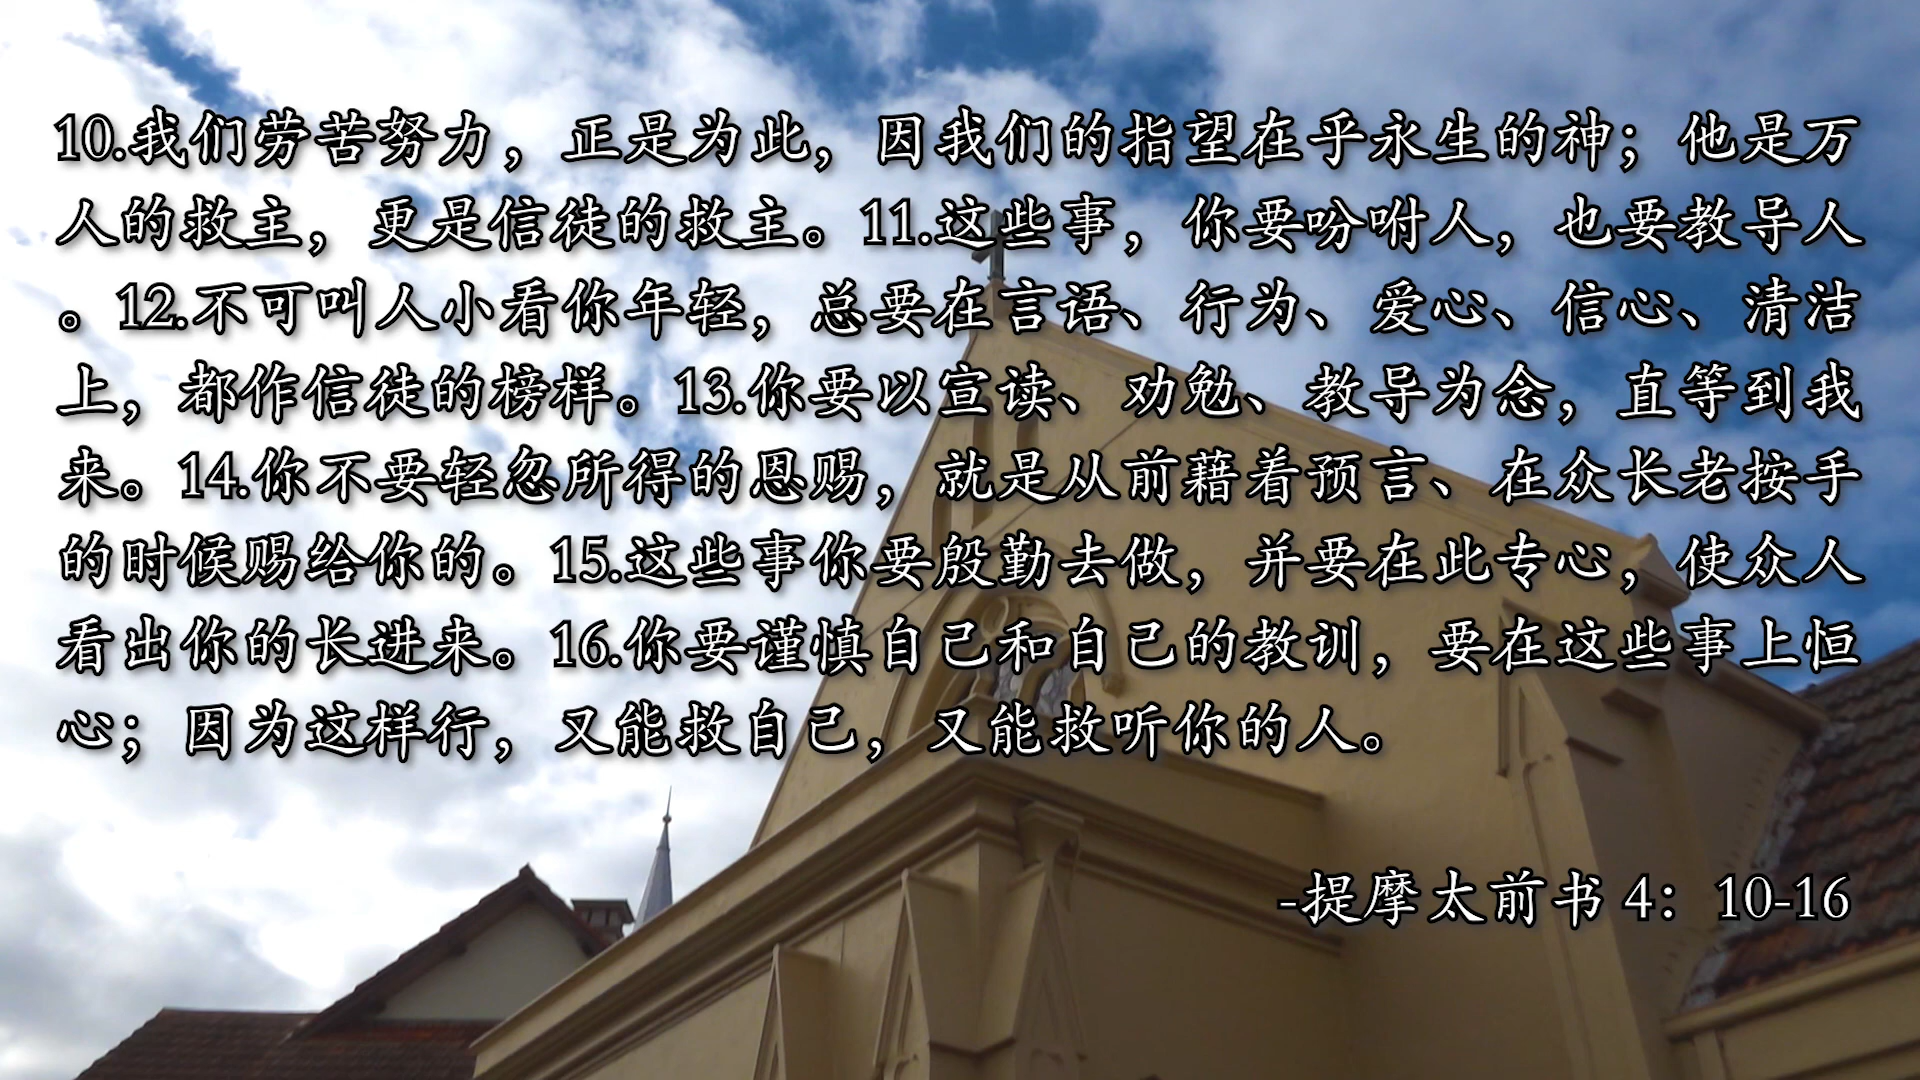 10.我们劳苦努力，正是为此，因我们的指望在乎永生的神；他是万
人的救主，更是信徒的救主。11.这些事，你要吩咐人，也要教导人
。12.不可叫人小看你年轻，总要在言语、行为、爱心、信心、清洁
上，都作信徒的榜样。13.你要以宣读、劝勉、教导为念，直等到我
来。14.你不要轻忽所得的恩赐，就是从前藉着预言、在众长老按手
的时候赐给你的。15.这些事你要殷勤去做，并要在此专心，使众人
看出你的长进来。16.你要谨慎自己和自己的教训，要在这些事上恒
心；因为这样行，又能救自己，又能救听你的人。
-提摩太前书 4：10-16